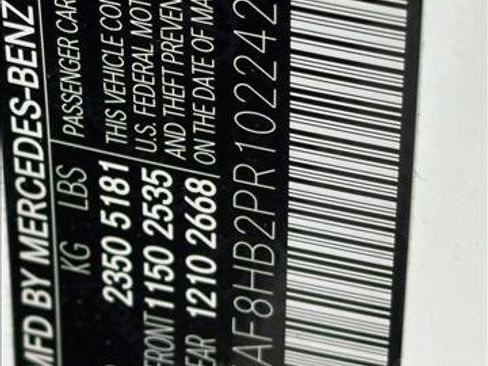 MFD BY MERCEDES-BENZ
KG LBS
2350 5181
FRONT 1150 2535
REAR 1210 2668
PASSENGER CAR
THIS VEHICLE CON
U.S. FEDERAL MOT
AND THEFT PREVEN
ON THE DATE OF MA
AF8HB2PR102242